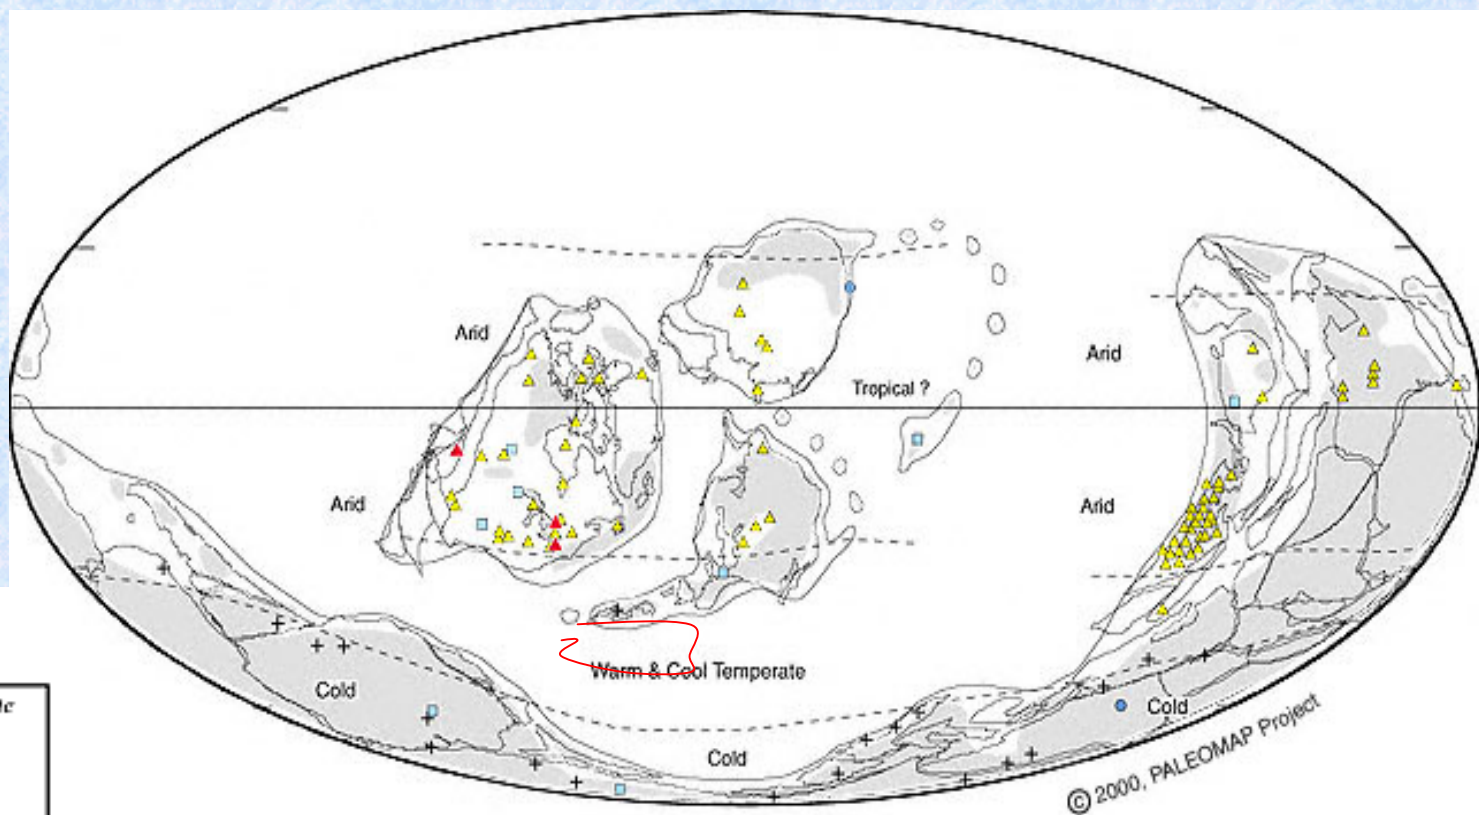 Arid
Arid
Tropical ?
Arid
Arid
Warm & Cool Temperate
Cold
Cold
Cold
© 2000, PALEOMAP Project